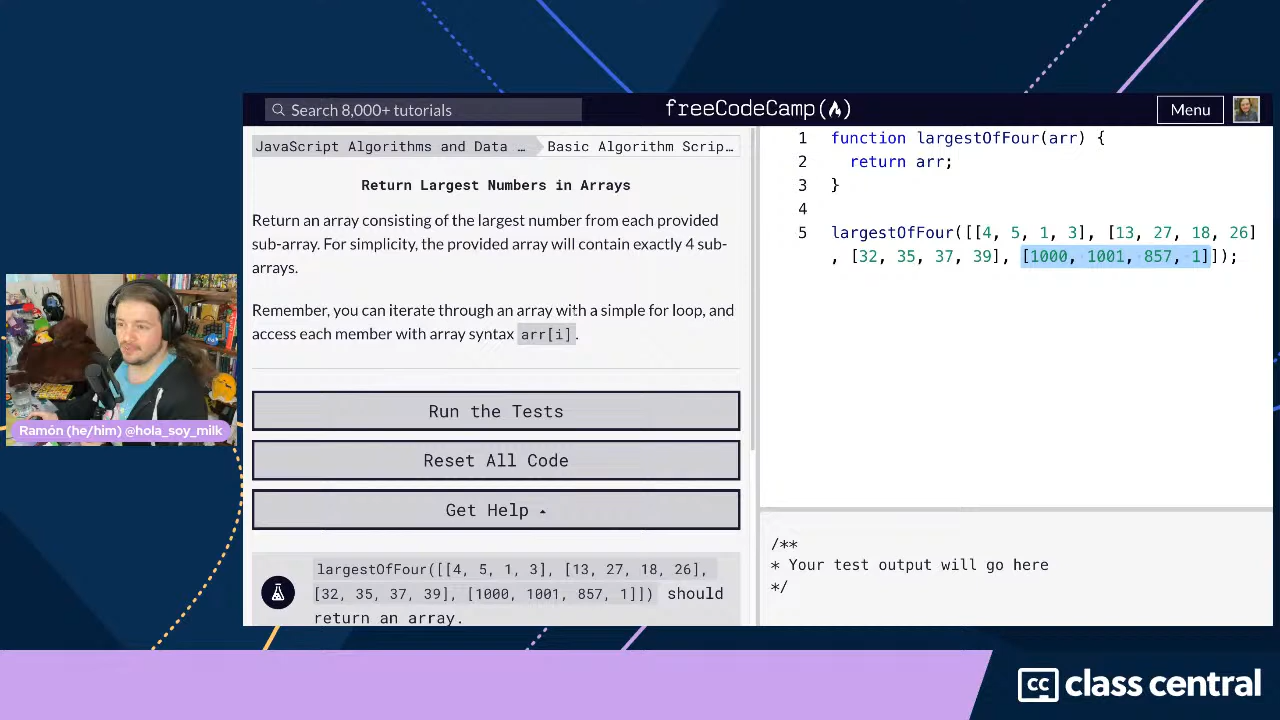 Search 8,000+ tutorials
freeCodeCamp
Menu
JavaScript Algorithms and Data …
Basic Algorithm Scrip…
Return Largest Numbers in Arrays
Return an array consisting of the largest number from each provided
sub-array. For simplicity, the provided array will contain exactly 4 sub-
arrays.
Remember, you can iterate through an array with a simple for loop, and
access each member with array syntax arr[i].
Run the Tests
Reset All Code
Get Help
largestOfFour([[4, 5, 1, 3], [13, 27, 18, 26],
[32, 35, 37, 39], [1000, 1001, 857, 1]]) should
return an array.
1 function largestOfFour(arr) {
2 return arr;
3 }
4
5 largestOfFour([[4, 5, 1, 3], [13, 27, 18, 26]
, [32, 35, 37, 39], [1000, 1001, 857, 1]]);
/**
* Your test output will go here
*/
Ramón (he/him) @hola_soy_milk
cc class central